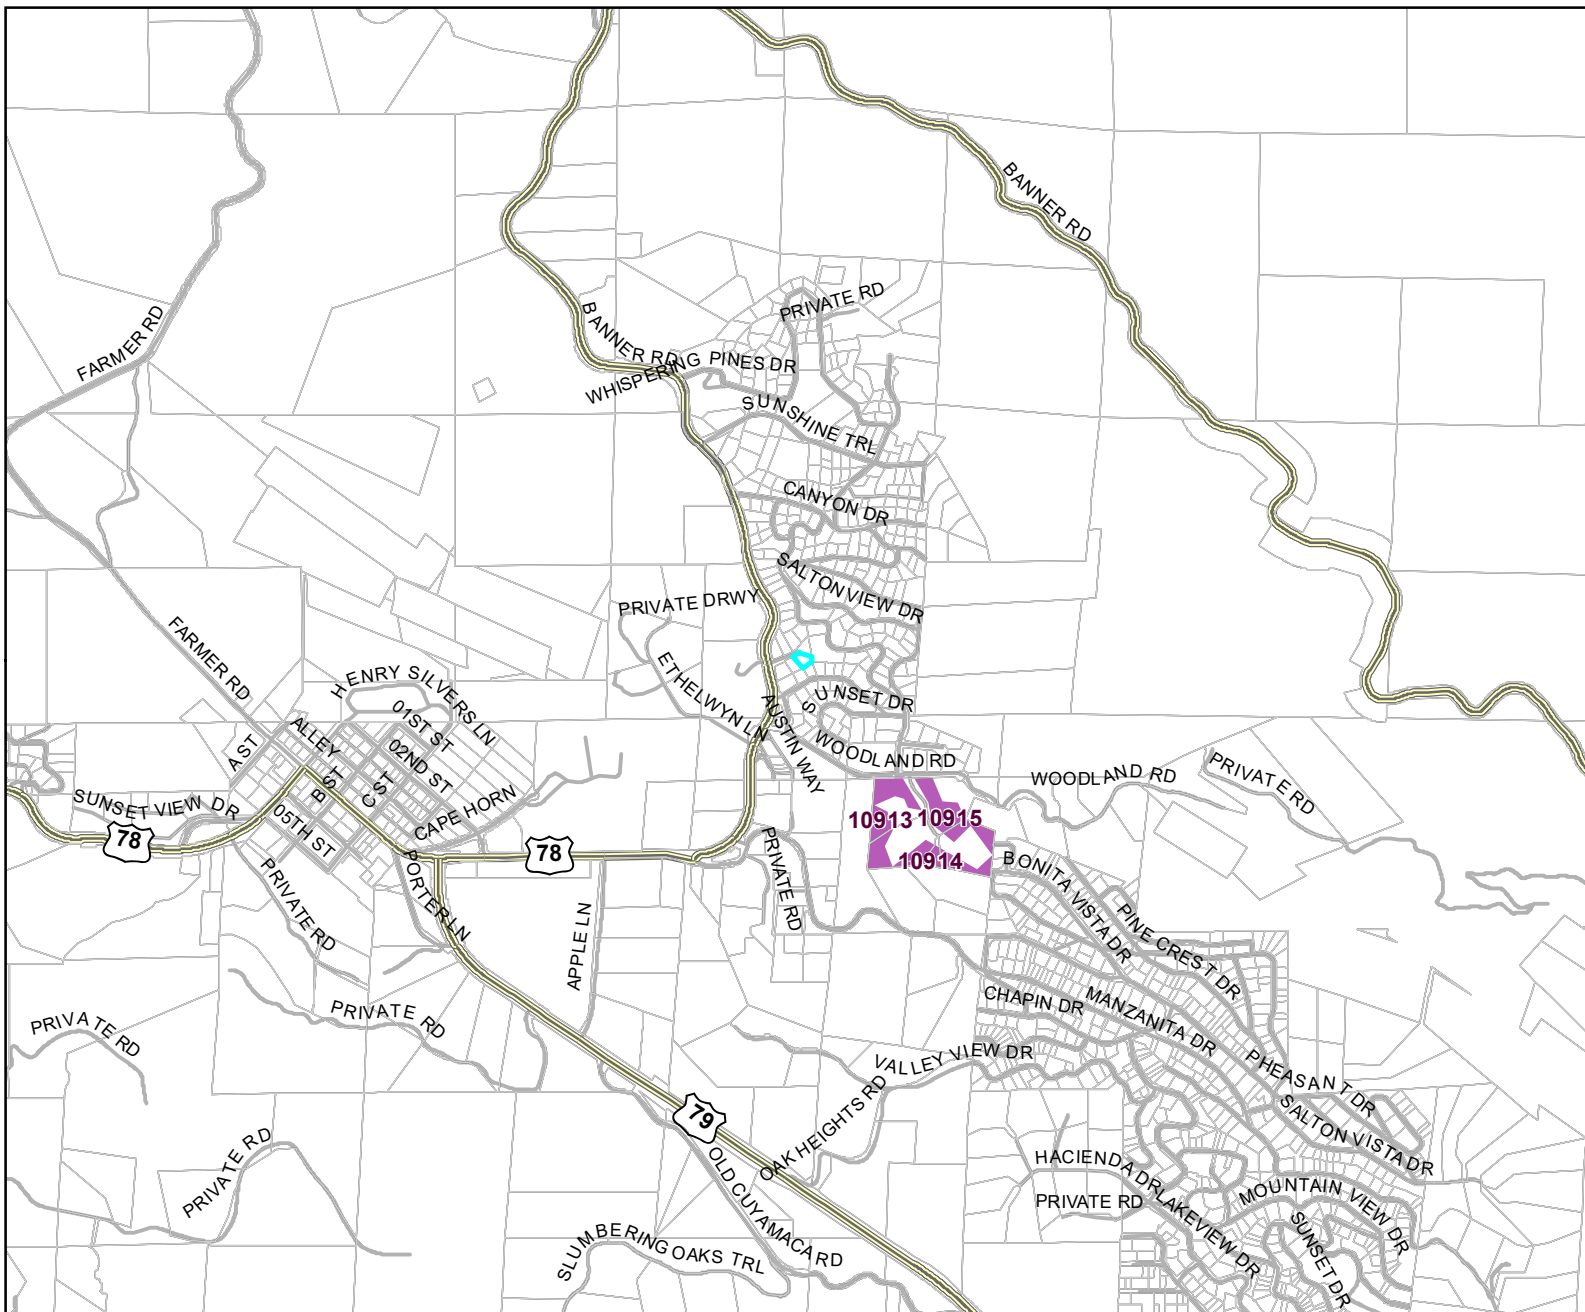 BANNER RD
PRIVATE RD
FARMER RD
BANNER RD
WHISPERING PINES DR
SUNSHINE TRL
CANYON DR
SALTON VIEW DR
PRIVATE DRWY
FARMER RD
ETHELWYN LN
HENRY SILVERS LN
SUNSET DR
AUSTIN WAY
01ST ST
ALLEY
A ST
02ND ST
WOODLAND RD
WOODLAND RD
PRIVATE RD
B ST
C ST
SUNSET VIEW DR
CAPE HORN
05TH ST
10913
10915
78
78
10914
PRIVATE RD
PORTER LN
PRIVATE RD
BONITA VISTA DR
PINE CREST DR
APPLE LN
CHAPIN DR
MANZANITA DR
PRIVATE RD
PRIVATE RD
VALLEY VIEW DR
PHEASANT DR
OAK HEIGHTS RD
79
SALTON VISTA DR
PRIVATE RD
HACIENDA DR
OLD CUYAMACA RD
PRIVATE RD
LAKEVIEW DR
MOUNTAIN VIEW DR
SUNSET DR
SLUMBERING OAKS TRL